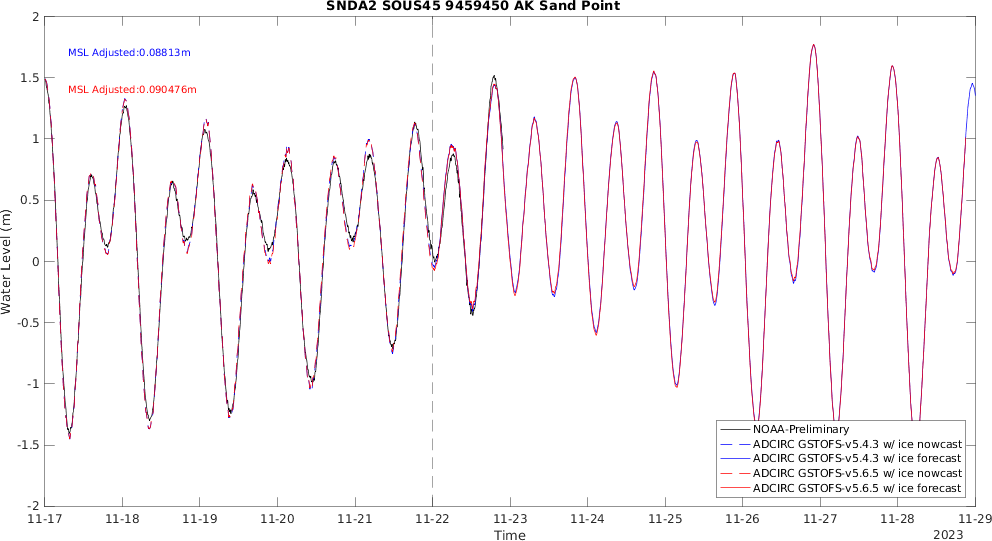 SNDA2 SOUS45 9459450 AK Sand Point
MSL Adjusted:0.08813m
MSL Adjusted:0.090476m
Water Level (m)
2
1.5
1
0.5
0
-0.5
-1
-1.5
-2
NOAA-Preliminary
ADCIRC GSTOFS-v5.4.3 w/ ice nowcast
ADCIRC GSTOFS-v5.4.3 w/ ice forecast
ADCIRC GSTOFS-v5.6.5 w/ ice nowcast
ADCIRC GSTOFS-v5.6.5 w/ ice forecast
11-17 11-18 11-19 11-20 11-21 11-22 11-23 11-24 11-25 11-26 11-27 11-28 11-29
Time
2023